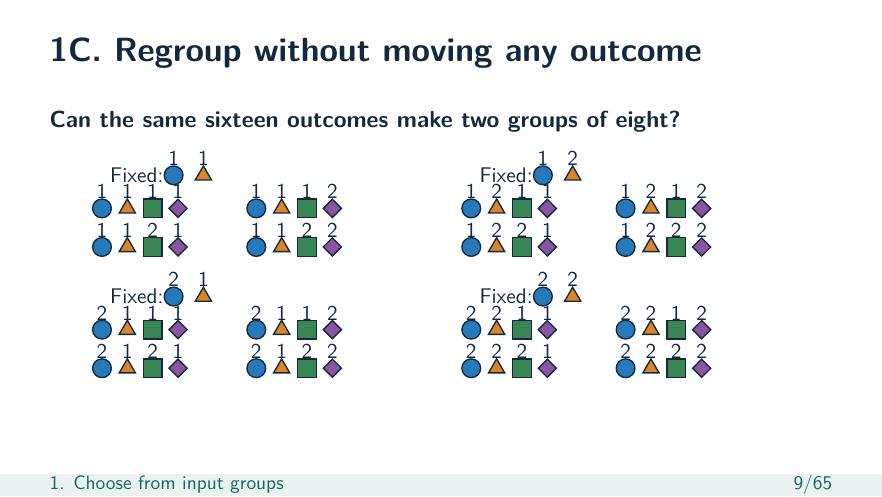 1C. Regroup without moving any outcome
Can the same sixteen outcomes make two groups of eight?
1 1
Fixed:
1 1 1 1
1 1 1 2
1 1 2 1
1 1 2 2
1 2
Fixed:
1 2 1 1
1 2 1 2
1 2 2 1
1 2 2 2
2 1
Fixed:
2 1 1 1
2 1 1 2
2 1 2 1
2 1 2 2
2 2
Fixed:
2 2 1 1
2 2 1 2
2 2 2 1
2 2 2 2
1. Choose from input groups
9/65